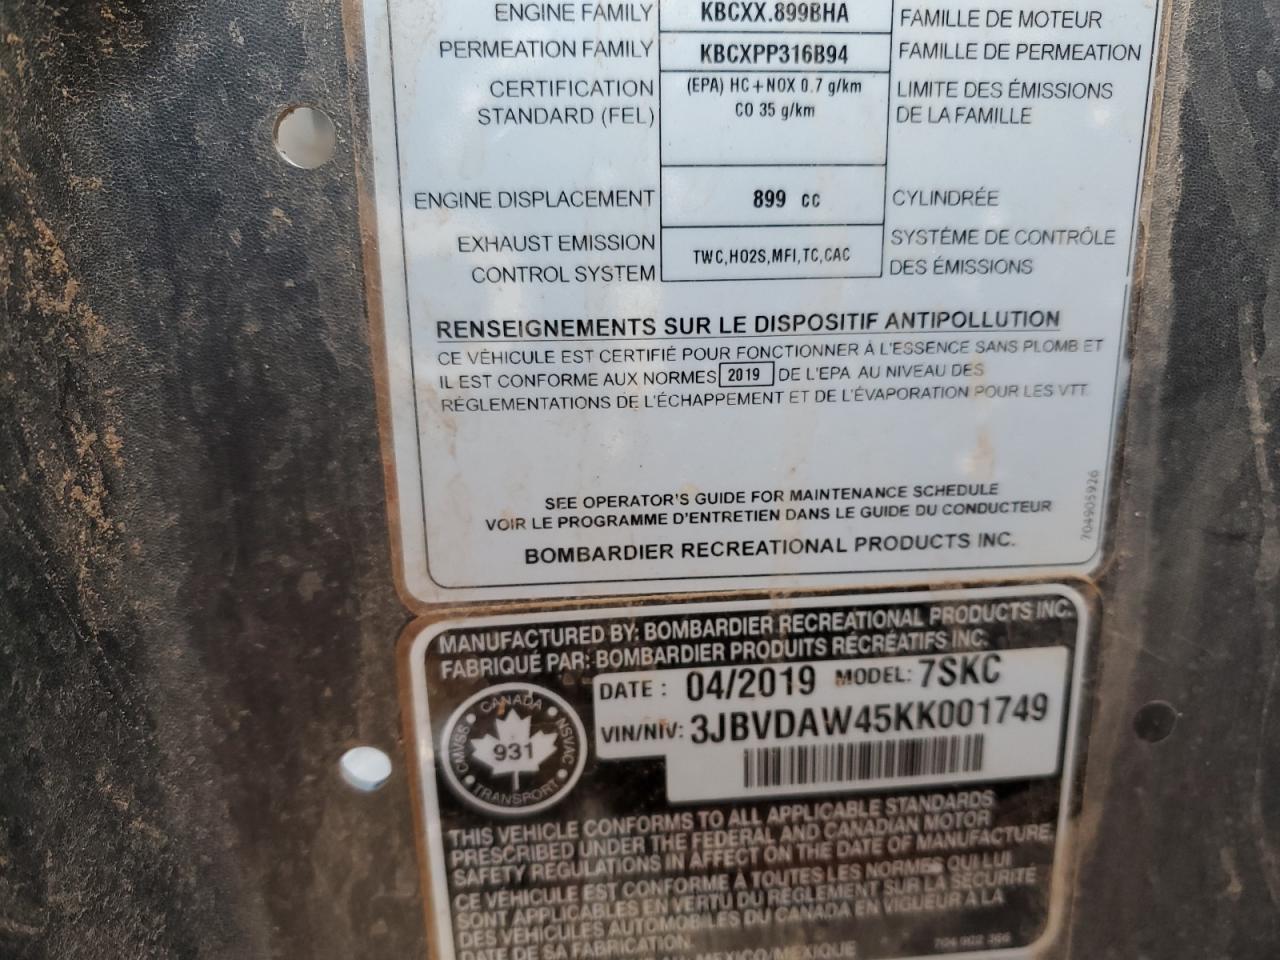 ENGINE FAMILY KBCXX.899BHA FAMILLE DE MOTEUR
PERMEATION FAMILY KBCXPP316B94 FAMILLE DE PERMEATION
CERTIFICATION (EPA) HC+NOX 0.7 g/km LIMITE DES ÉMISSIONS
STANDARD (FEL) CO 35 g/km DE LA FAMILLE
ENGINE DISPLACEMENT 899 CC CYLINDRÉE
EXHAUST EMISSION TWC,HO2S,MFI,TC,CAC SYSTÈME DE CONTRÔLE
CONTROL SYSTEM DES ÉMISSIONS
RENSEIGNEMENTS SUR LE DISPOSITIF ANTIPOLLUTION
CE VÉHICULE EST CERTIFIÉ POUR FONCTIONNER À L'ESSENCE SANS PLOMB ET
IL EST CONFORME AUX NORMES 2019 DE L'EPA AU NIVEAU DES
RÉGLEMENTATIONS DE L'ÉCHAPPEMENT ET DE L'ÉVAPORATION POUR LES VTT.
SEE OPERATOR'S GUIDE FOR MAINTENANCE SCHEDULE
VOIR LE PROGRAMME D'ENTRETIEN DANS LE GUIDE DU CONDUCTEUR
BOMBARDIER RECREATIONAL PRODUCTS INC.
704905926
MANUFACTURED BY: BOMBARDIER RECREATIONAL PRODUCTS INC.
FABRIQUÉ PAR: BOMBARDIER PRODUITS RÉCRÉATIFS INC.
DATE : 04/2019 MODEL: 7SKC
VIN/NIV: 3JBVDAW45KK001749
CANADA
CMVSS 931 NSVAC
TRANSPORT
THIS VEHICLE CONFORMS TO ALL APPLICABLE STANDARDS
PRESCRIBED UNDER THE FEDERAL AND CANADIAN MOTOR
SAFETY REGULATIONS IN AFFECT ON THE DATE OF MANUFACTURE.
CE VÉHICULE EST CONFORME À TOUTES LES NORMES QUI LUI
SONT APPLICABLES EN VERTU DU RÈGLEMENT SUR LA SÉCURITÉ
DES VÉHICULES AUTOMOBILES DU CANADA EN VIGUEUR À LA
DATE DE SA FABRICATION.
MEXICO/MEXIQUE
704 902 366